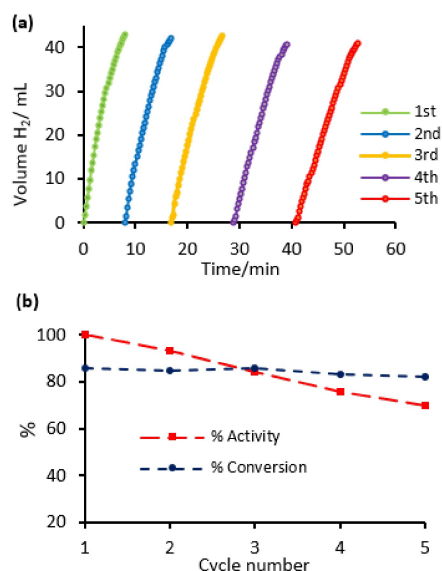 (a)
Volume H2/ mL
40
30
20
10
0
0 10 20 30 40 50 60
Time/min
1st
2nd
3rd
4th
5th
(b)
%
100
80
60
40
20
% Activity
% Conversion
1 2 3 4 5
Cycle number